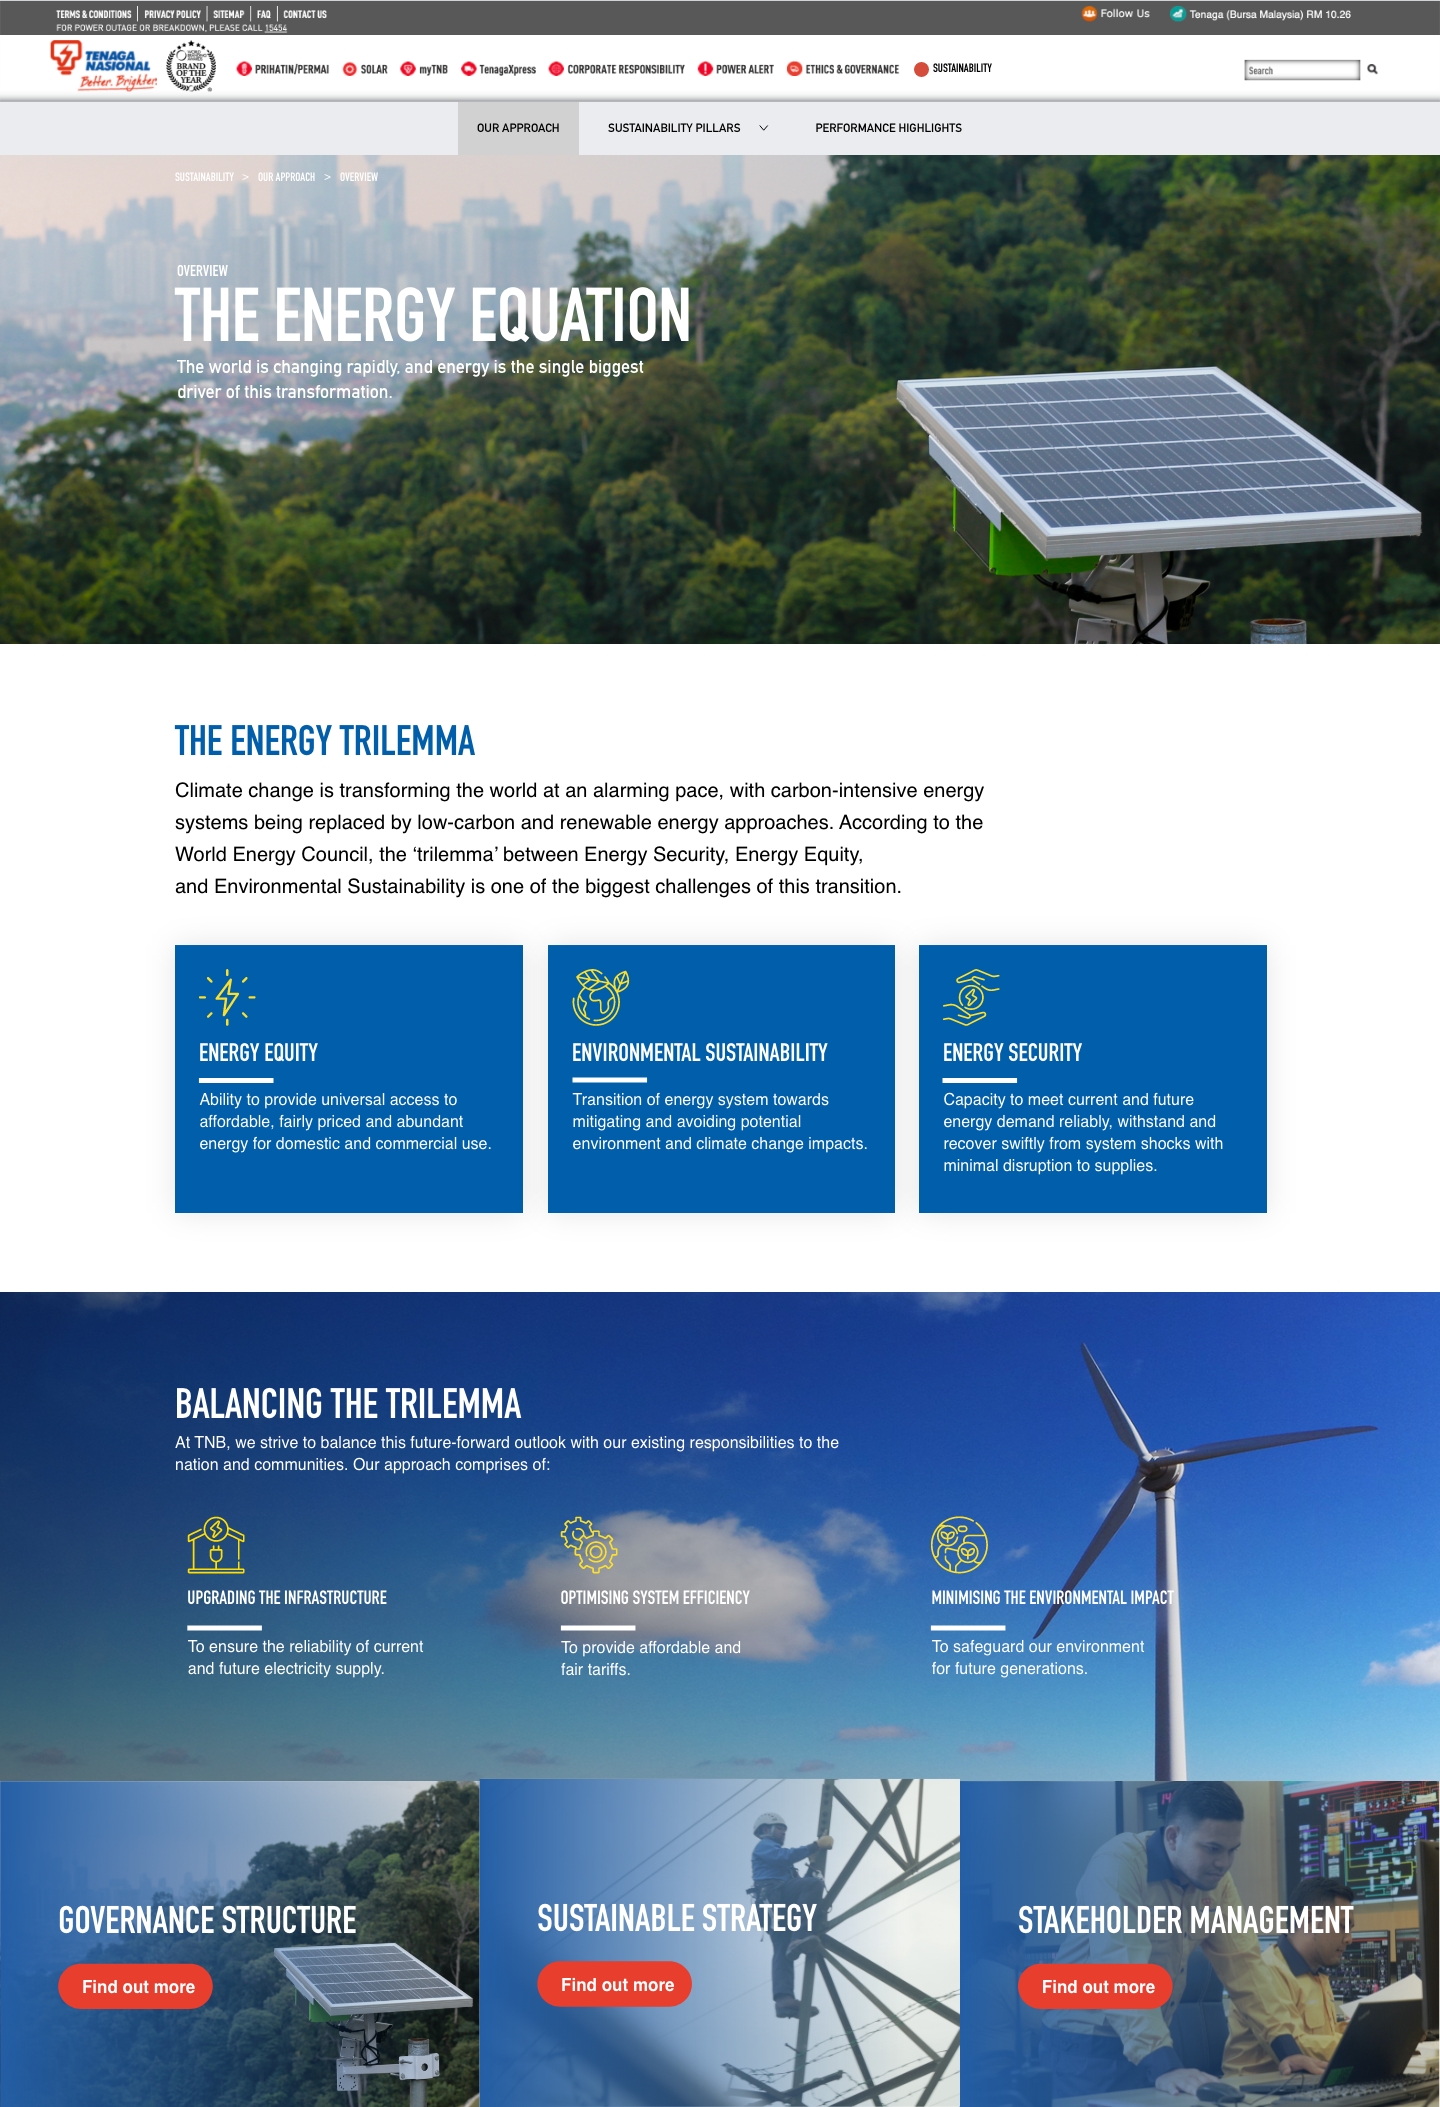 TERMS & CONDITIONS | PRIVACY POLICY | SITEMAP | FAQ | CONTACT US
FOR POWER OUTAGE OR BREAKDOWN, PLEASE CALL 15454
Follow Us
Tenaga (Bursa Malaysia) RM 10.26
TENAGA
NASIONAL
Better. Brighter.
BRAND
OF THE
YEAR
PRIHATIN/PERMAI
SOLAR
myTNB
TenagaXpress
CORPORATE RESPONSIBILITY
POWER ALERT
ETHICS & GOVERNANCE
SUSTAINABILITY
Search
OUR APPROACH
SUSTAINABILITY PILLARS
PERFORMANCE HIGHLIGHTS
SUSTAINABILITY > OUR APPROACH > OVERVIEW
OVERVIEW
THE ENERGY EQUATION
The world is changing rapidly, and energy is the single biggest
driver of this transformation.
THE ENERGY TRILEMMA
Climate change is transforming the world at an alarming pace, with carbon-intensive energy
systems being replaced by low-carbon and renewable energy approaches. According to the
World Energy Council, the ‘trilemma’ between Energy Security, Energy Equity,
and Environmental Sustainability is one of the biggest challenges of this transition.
ENERGY EQUITY
Ability to provide universal access to
affordable, fairly priced and abundant
energy for domestic and commercial use.
ENVIRONMENTAL SUSTAINABILITY
Transition of energy system towards
mitigating and avoiding potential
environment and climate change impacts.
ENERGY SECURITY
Capacity to meet current and future
energy demand reliably, withstand and
recover swiftly from system shocks with
minimal disruption to supplies.
BALANCING THE TRILEMMA
At TNB, we strive to balance this future-forward outlook with our existing responsibilities to the
nation and communities. Our approach comprises of:
UPGRADING THE INFRASTRUCTURE
To ensure the reliability of current
and future electricity supply.
OPTIMISING SYSTEM EFFICIENCY
To provide affordable and
fair tariffs.
MINIMISING THE ENVIRONMENTAL IMPACT
To safeguard our environment
for future generations.
GOVERNANCE STRUCTURE
Find out more
SUSTAINABLE STRATEGY
Find out more
STAKEHOLDER MANAGEMENT
Find out more